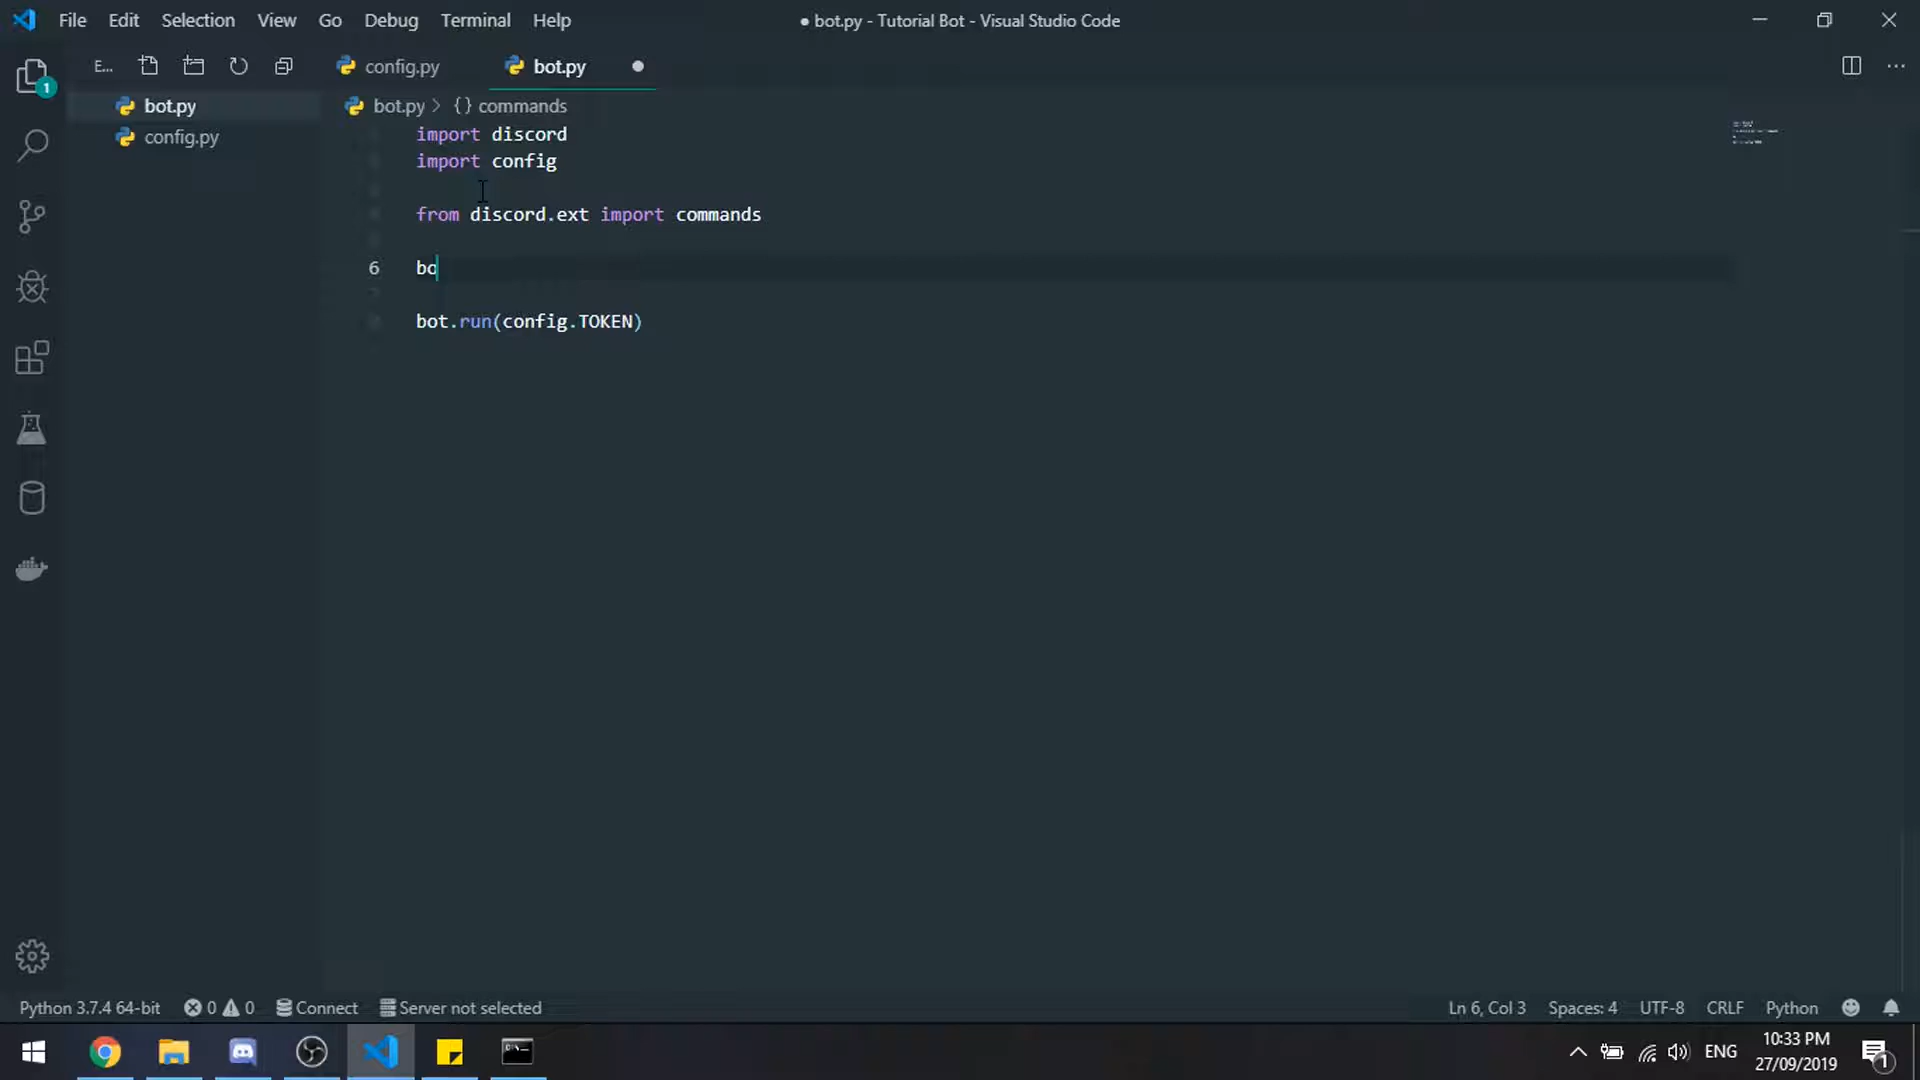 File Edit Selection View Go Debug Terminal Help
● bot.py - Tutorial Bot - Visual Studio Code
E...
config.py
bot.py
1
bot.py
config.py
bot.py > {} commands
import discord
import config
from discord.ext import commands
6 bo
bot.run(config.TOKEN)
Python 3.7.4 64-bit 0 0 Connect Server not selected
Ln 6, Col 3 Spaces: 4 UTF-8 CRLF Python
ENG
10:33 PM
27/09/2019
1